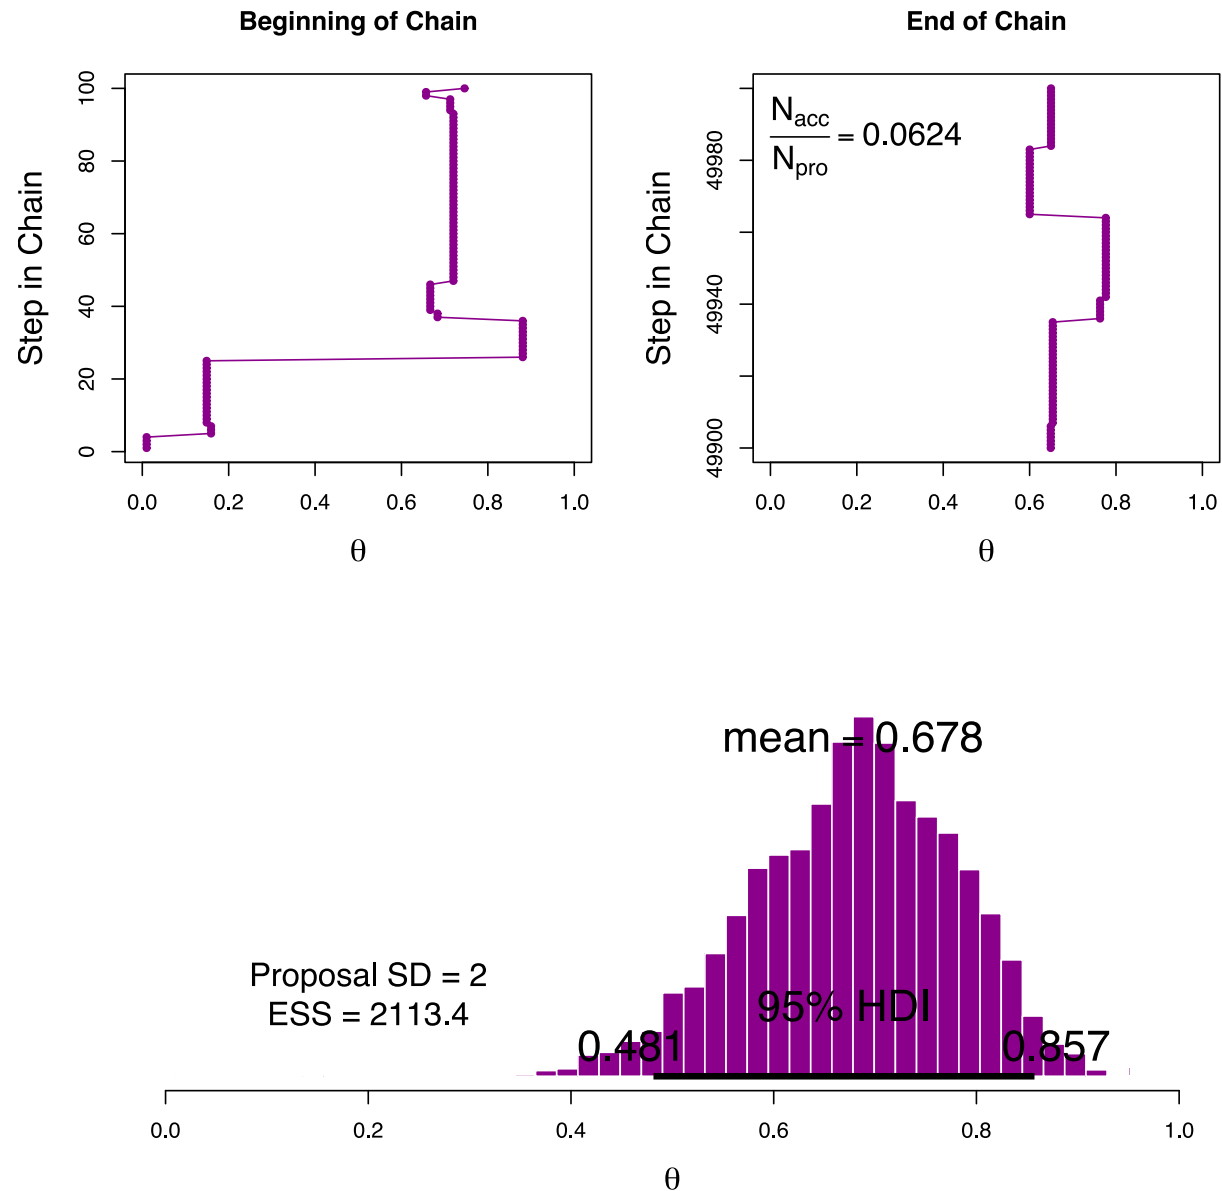 Beginning of Chain
End of Chain
Step in Chain
100
80
60
40
20
0
0.0 0.2 0.4 0.6 0.8 1.0
θ
Step in Chain
49980
49940
49900
N_acc
N_pro
= 0.0624
0.0 0.2 0.4 0.6 0.8 1.0
θ
mean = 0.678
Proposal SD = 2
ESS = 2113.4
95% HDI
0.481 0.857
0.0 0.2 0.4 0.6 0.8 1.0
θ